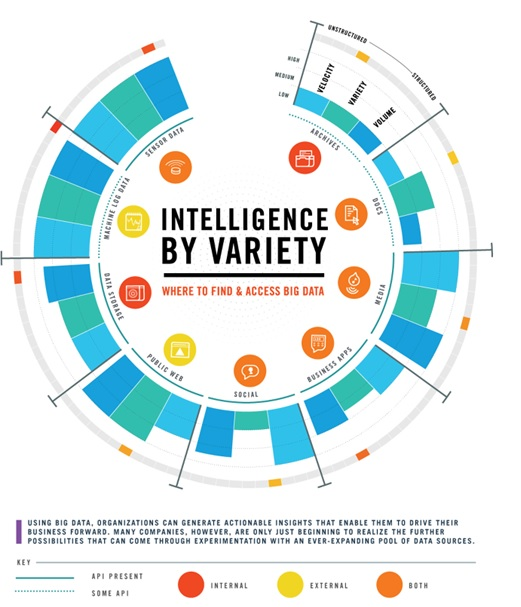 UNSTRUCTURED
STRUCTURED
HIGH
MEDIUM
LOW
VELOCITY
VARIETY
VOLUME
ARCHIVES
DOCS
MEDIA
BUSINESS APPS
SOCIAL
PUBLIC WEB
DATA STORAGE
MACHINE LOG DATA
SENSOR DATA
INTELLIGENCE
BY VARIETY
WHERE TO FIND & ACCESS BIG DATA
USING BIG DATA, ORGANIZATIONS CAN GENERATE ACTIONABLE INSIGHTS THAT ENABLE THEM TO DRIVE THEIR
BUSINESS FORWARD. MANY COMPANIES, HOWEVER, ARE ONLY JUST BEGINNING TO REALIZE THE FURTHER
POSSIBILITIES THAT CAN COME THROUGH EXPERIMENTATION WITH AN EVER-EXPANDING POOL OF DATA SOURCES.
KEY
API PRESENT
SOME API
INTERNAL
EXTERNAL
BOTH